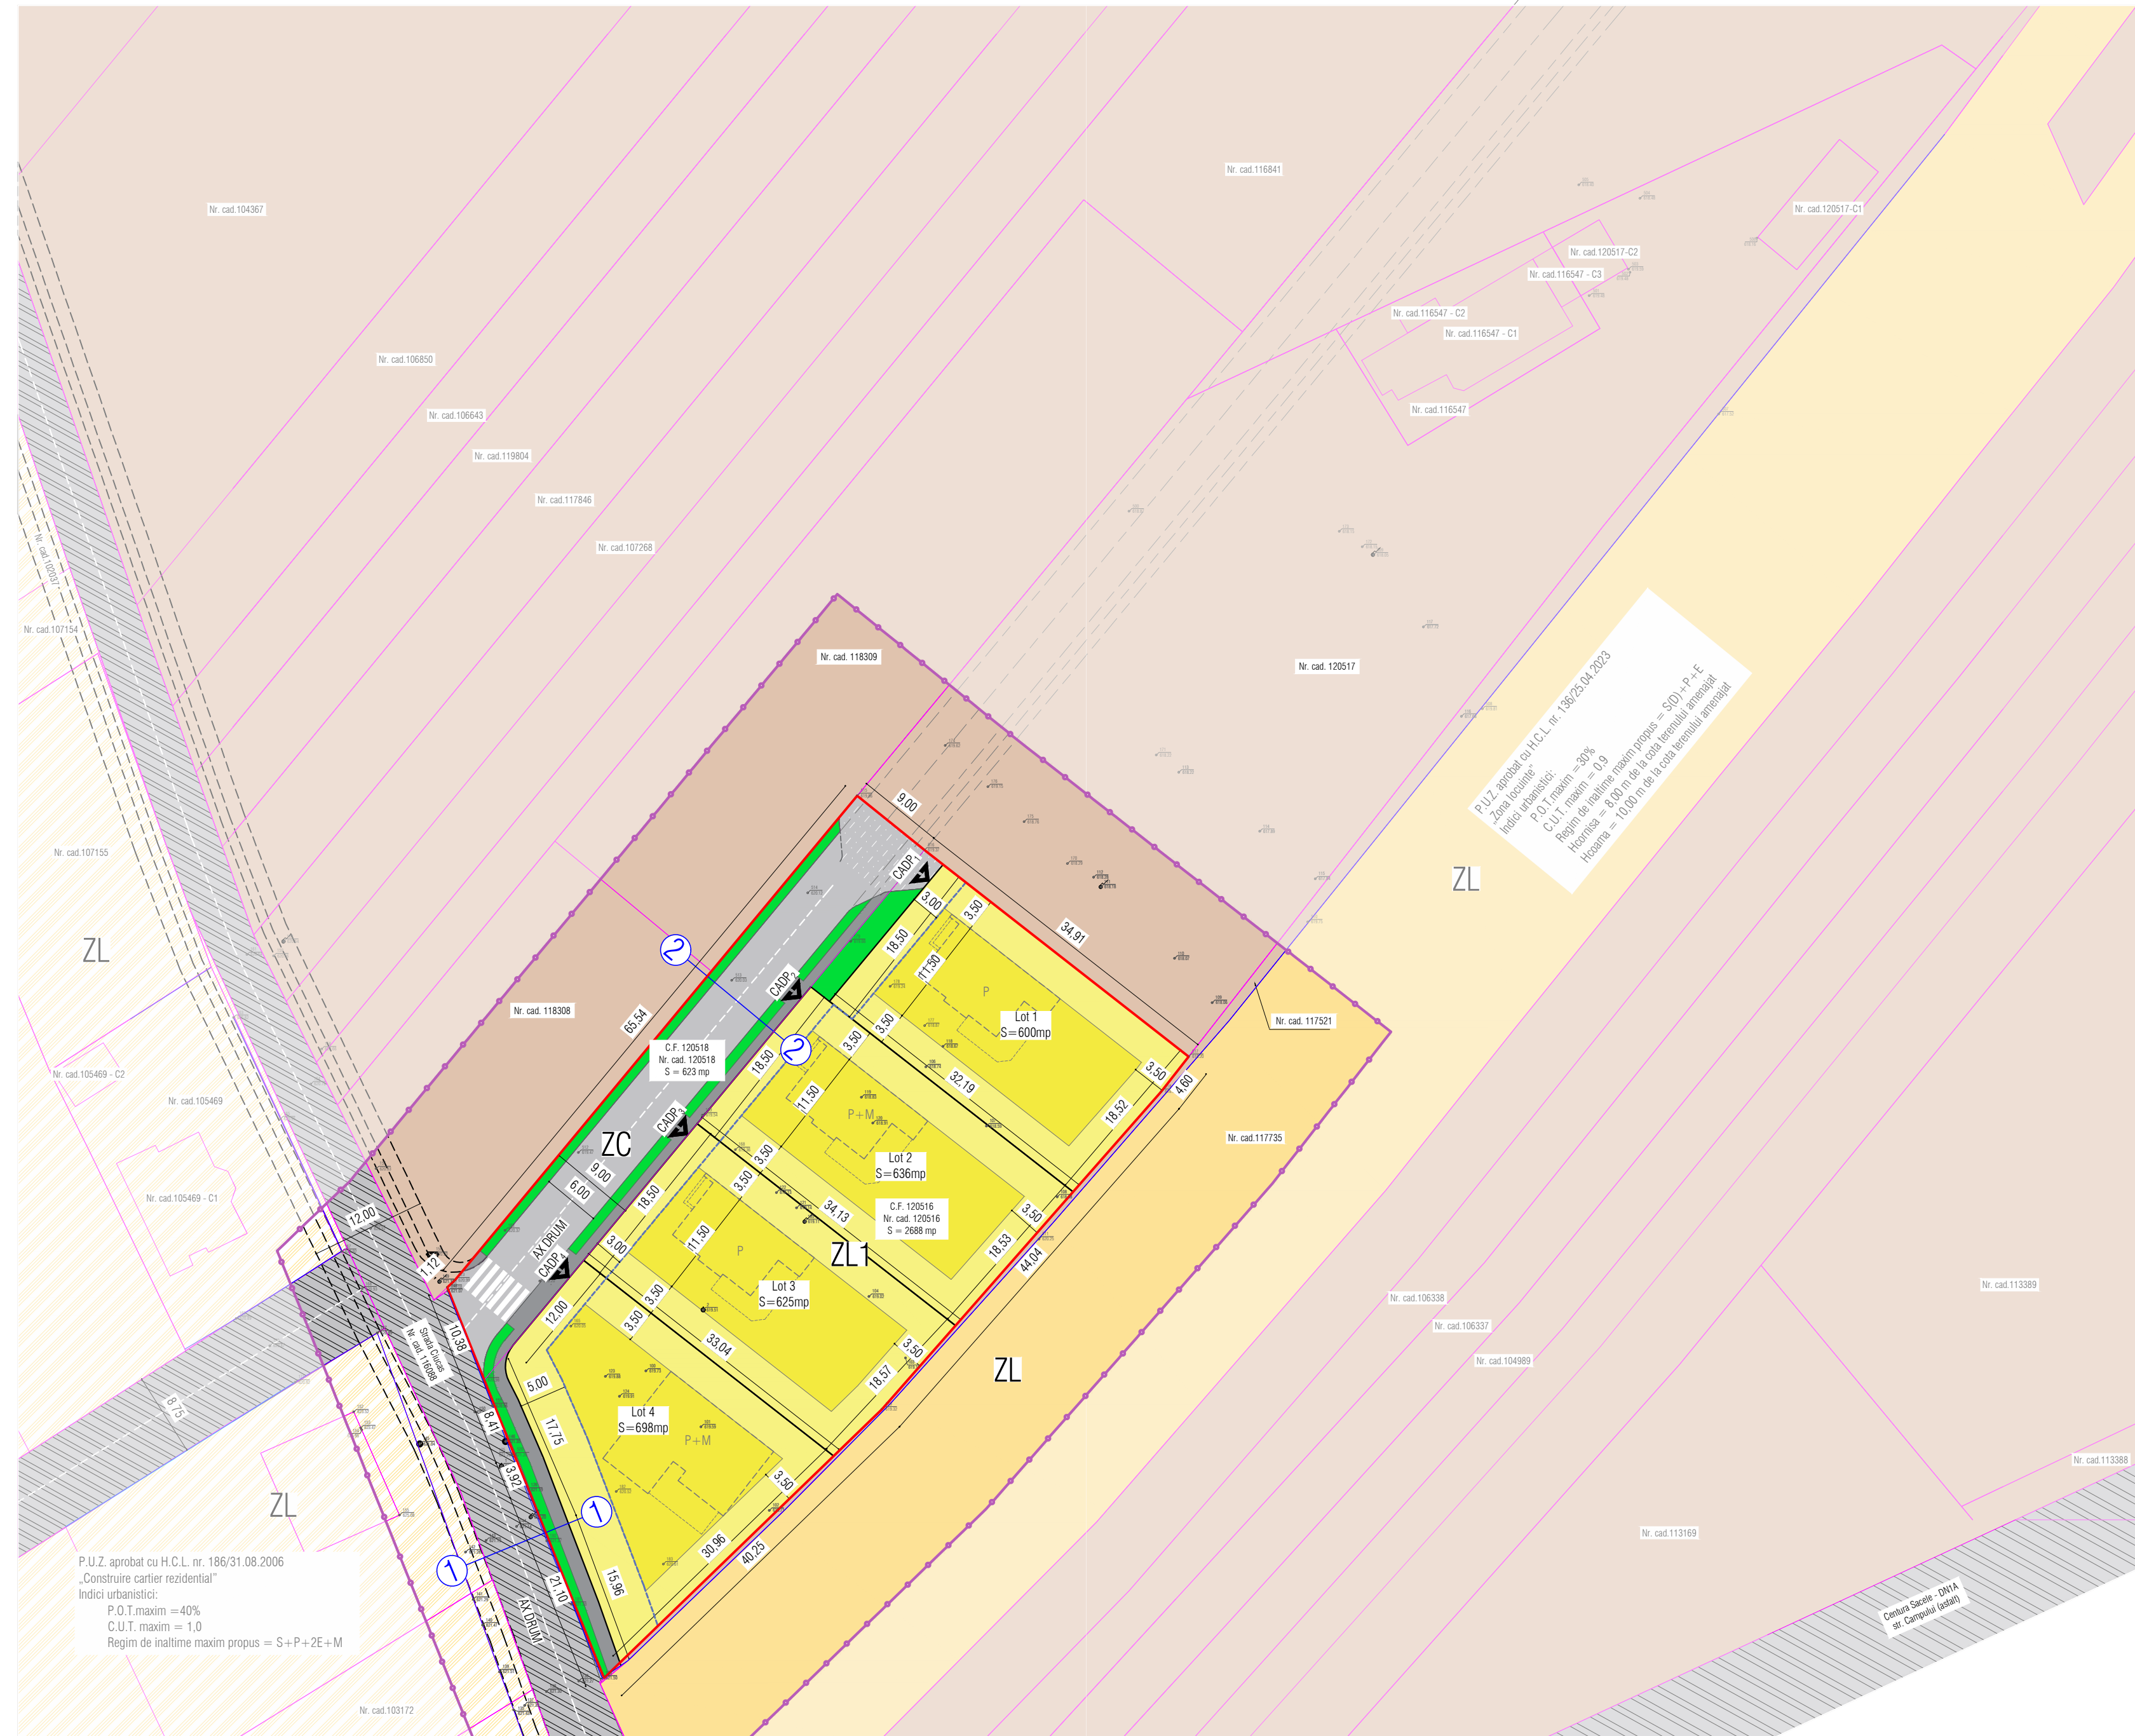 Nr. cad.116841
Nr. cad.104367
Nr. cad.120517-C1
Nr. cad.120517-C2
Nr. cad.116547 - C3
Nr. cad.116547 - C2
Nr. cad.116547 - C1
Nr. cad.106850
Nr. cad.116547
Nr. cad.106643
Nr. cad.119804
Nr. cad.117846
Nr. cad.107268
Nr. cad.102037
Nr. cad.107154
Nr. cad. 118309
Nr. cad. 120517
P.U.Z. aprobat cu H.C.L. nr. 136/25.04.2023
„Zona locuinte"
Indici urbanistici:
P.O.T.maxim =30%
C.U.T. maxim = 0,9
Regim de inaltime maxim propus = S(D)+P+E
Hcornisa = 8,00 m de la cota terenului amenajat
Hcoama = 10,00 m de la cota terenului amenajat
ZL
9,00
CADP1
3,00
3,50
34,91
Nr. cad.107155
ZL
2
18,50
11,50
P
CADP2
Nr. cad. 118308
65,54
Lot 1
S=600mp
Nr. cad. 117521
C.F. 120518
Nr. cad. 120518
S = 623 mp
2
3,50
3,50
18,50
Nr. cad.105469 - C2
32,19
3,50
4,60
Nr. cad.105469
11,50
P+M
18,52
CADP3
ZC
Nr. cad.117735
3,50
3,50
Lot 2
S=636mp
9,00
6,00
18,50
Nr. cad.105469 - C1
34,13
C.F. 120516
Nr. cad. 120516
S = 2688 mp
3,50
12,00
11,50
P
AX DRUM
3,00
ZL1
18,53
44,04
1,12
CADP4
Lot 3
S=625mp
3,50
3,50
12,00
Nr. cad.113389
Nr. cad.106338
Nr. cad.106337
Nr. cad.104989
10,38
Strada Ciucas
Nr. cad. 116088
33,04
3,50
18,57
ZL
5,00
8.75
Lot 4
S=698mp
8,41
17,75
P+M
Nr. cad.113388
3,92
3,50
ZL
1
Nr. cad.113169
30,96
40,25
1
P.U.Z. aprobat cu H.C.L. nr. 186/31.08.2006
„Construire cartier rezidential"
Indici urbanistici:
P.O.T.maxim =40%
C.U.T. maxim = 1,0
Regim de inaltime maxim propus = S+P+2E+M
15,96
21,10
AX DRUM
Centura Sacele - DN1A
str. Campului (asfalt)
Nr. cad.103172